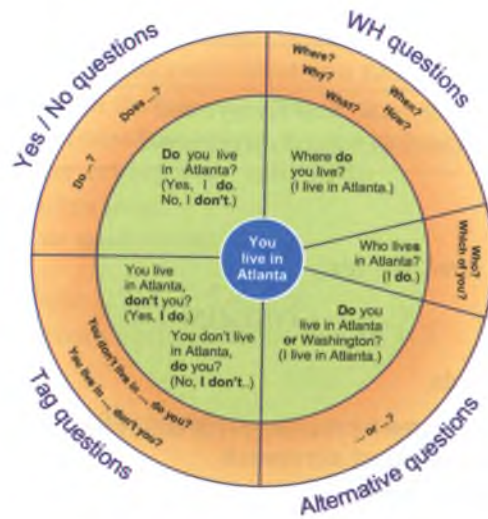 Yes / No questions
Do ...?
Does ...?
Do you live
in Atlanta?
(Yes, I do.
No, I don't.)
WH questions
Where?
Why?
What?
When?
How?
Where do
you live?
(I live in Atlanta.)
Who?
Which of you?
Who lives
in Atlanta?
(I do.)
You
live in
Atlanta
Tag questions
You don't live in ..., do you?
You live in ..., don't you?
You live
in Atlanta,
don't you?
(Yes, I do.)
You don't live
in Atlanta,
do you?
(No, I don't..)
Alternative questions
... or ...?
Do you
live in Atlanta
or Washington?
(I live in Atlanta.)